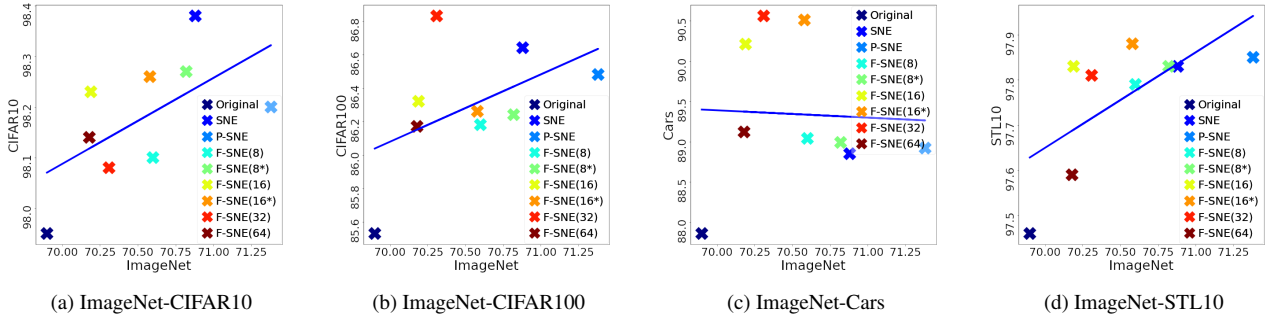 98.4
98.3
98.2
98.1
98.0
CIFAR10
Original
SNE
P-SNE
F-SNE(8)
F-SNE(8*)
F-SNE(16)
F-SNE(16*)
F-SNE(32)
F-SNE(64)
70.00 70.25 70.50 70.75 71.00 71.25
ImageNet
(a) ImageNet-CIFAR10
86.8
86.6
86.4
86.2
86.0
85.8
85.6
CIFAR100
Original
SNE
P-SNE
F-SNE(8)
F-SNE(8*)
F-SNE(16)
F-SNE(16*)
F-SNE(32)
F-SNE(64)
70.00 70.25 70.50 70.75 71.00 71.25
ImageNet
(b) ImageNet-CIFAR100
90.5
90.0
89.5
89.0
88.5
88.0
Cars
Original
SNE
P-SNE
F-SNE(8)
F-SNE(8*)
F-SNE(16)
F-SNE(16*)
F-SNE(32)
F-SNE(64)
70.00 70.25 70.50 70.75 71.00 71.25
ImageNet
(c) ImageNet-Cars
97.9
97.8
97.7
97.6
97.5
STL10
Original
SNE
P-SNE
F-SNE(8)
F-SNE(8*)
F-SNE(16)
F-SNE(16*)
F-SNE(32)
F-SNE(64)
70.00 70.25 70.50 70.75 71.00 71.25
ImageNet
(d) ImageNet-STL10